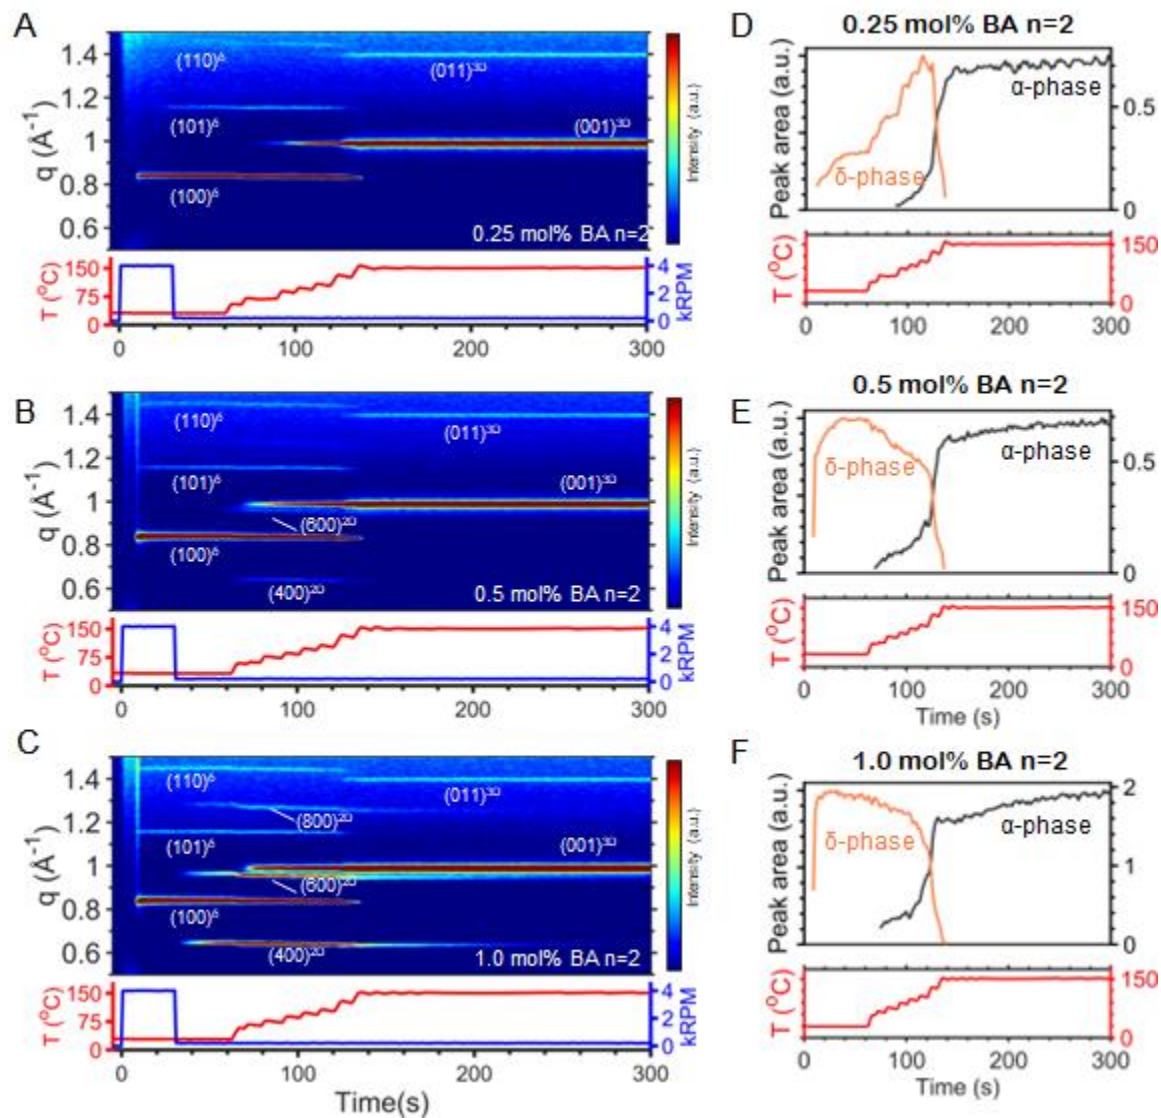 A
1.4
1.2
1
0.8
0.6
q (Å⁻¹)
(110)ᵟ
(011)³ᴰ
(101)ᵟ
(001)³ᴰ
(100)ᵟ
0.25 mol% BA n=2
Intensity (a.u.)
T (°C)
150
75
0
4
2
0
kRPM
0
100
200
300
B
1.4
1.2
1
0.8
0.6
q (Å⁻¹)
(110)ᵟ
(011)³ᴰ
(101)ᵟ
(001)³ᴰ
(600)²ᴰ
(100)ᵟ
(400)²ᴰ
0.5 mol% BA n=2
Intensity (a.u.)
T (°C)
150
75
0
4
2
0
kRPM
0
100
200
300
C
1.4
1.2
1
0.8
0.6
q (Å⁻¹)
(110)ᵟ
(011)³ᴰ
(800)²ᴰ
(101)ᵟ
(001)³ᴰ
(600)²ᴰ
(100)ᵟ
(400)²ᴰ
1.0 mol% BA n=2
Intensity (a.u.)
T (°C)
150
75
0
4
2
0
kRPM
0
100
200
300
Time(s)
D
0.25 mol% BA n=2
Peak area (a.u.)
α-phase
δ-phase
0.5
0
T (°C)
150
0
0
100
200
300
E
0.5 mol% BA n=2
Peak area (a.u.)
δ-phase
α-phase
0.5
0
T (°C)
150
0
0
100
200
300
Time (s)
F
1.0 mol% BA n=2
Peak area (a.u.)
δ-phase
α-phase
2
1
0
T (°C)
150
0
0
100
200
300
Time (s)